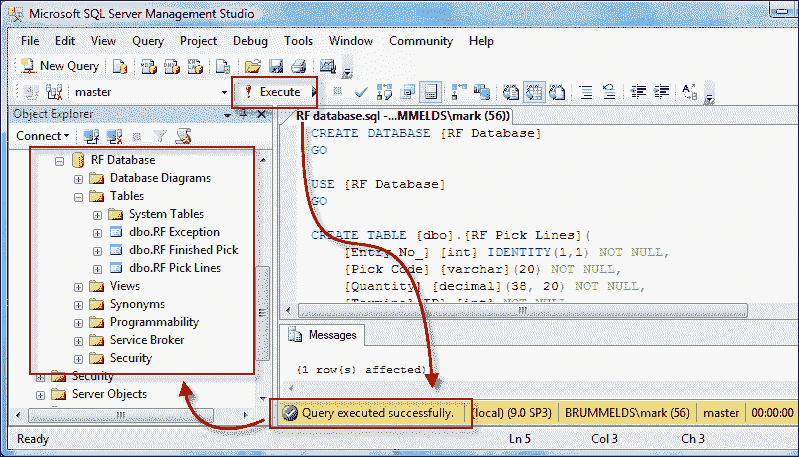 Microsoft SQL Server Management Studio
File Edit View Query Project Debug Tools Window Community Help
New Query
master Execute
Object Explorer
Connect
RF Database
Database Diagrams
Tables
System Tables
dbo.RF Exception
dbo.RF Finished Pick
dbo.RF Pick Lines
Views
Synonyms
Programmability
Service Broker
Security
Security
Server Objects
RF database.sql -...MMELDS\mark (56))
CREATE DATABASE [RF Database]
GO
USE [RF Database]
GO
CREATE TABLE [dbo].[RF Pick Lines](
[Entry No_] [int] IDENTITY(1,1) NOT NULL,
[Pick Code] [varchar](20) NOT NULL,
[Quantity] [decimal](38, 20) NOT NULL,
[Terminal ID] [int] NOT NULL,
Messages
(1 row(s) affected)
Query executed successfully. (local) (9.0 SP3) BRUMMELDS\mark (56) master 00:00:00
Ready Ln 5 Col 3 Ch 3